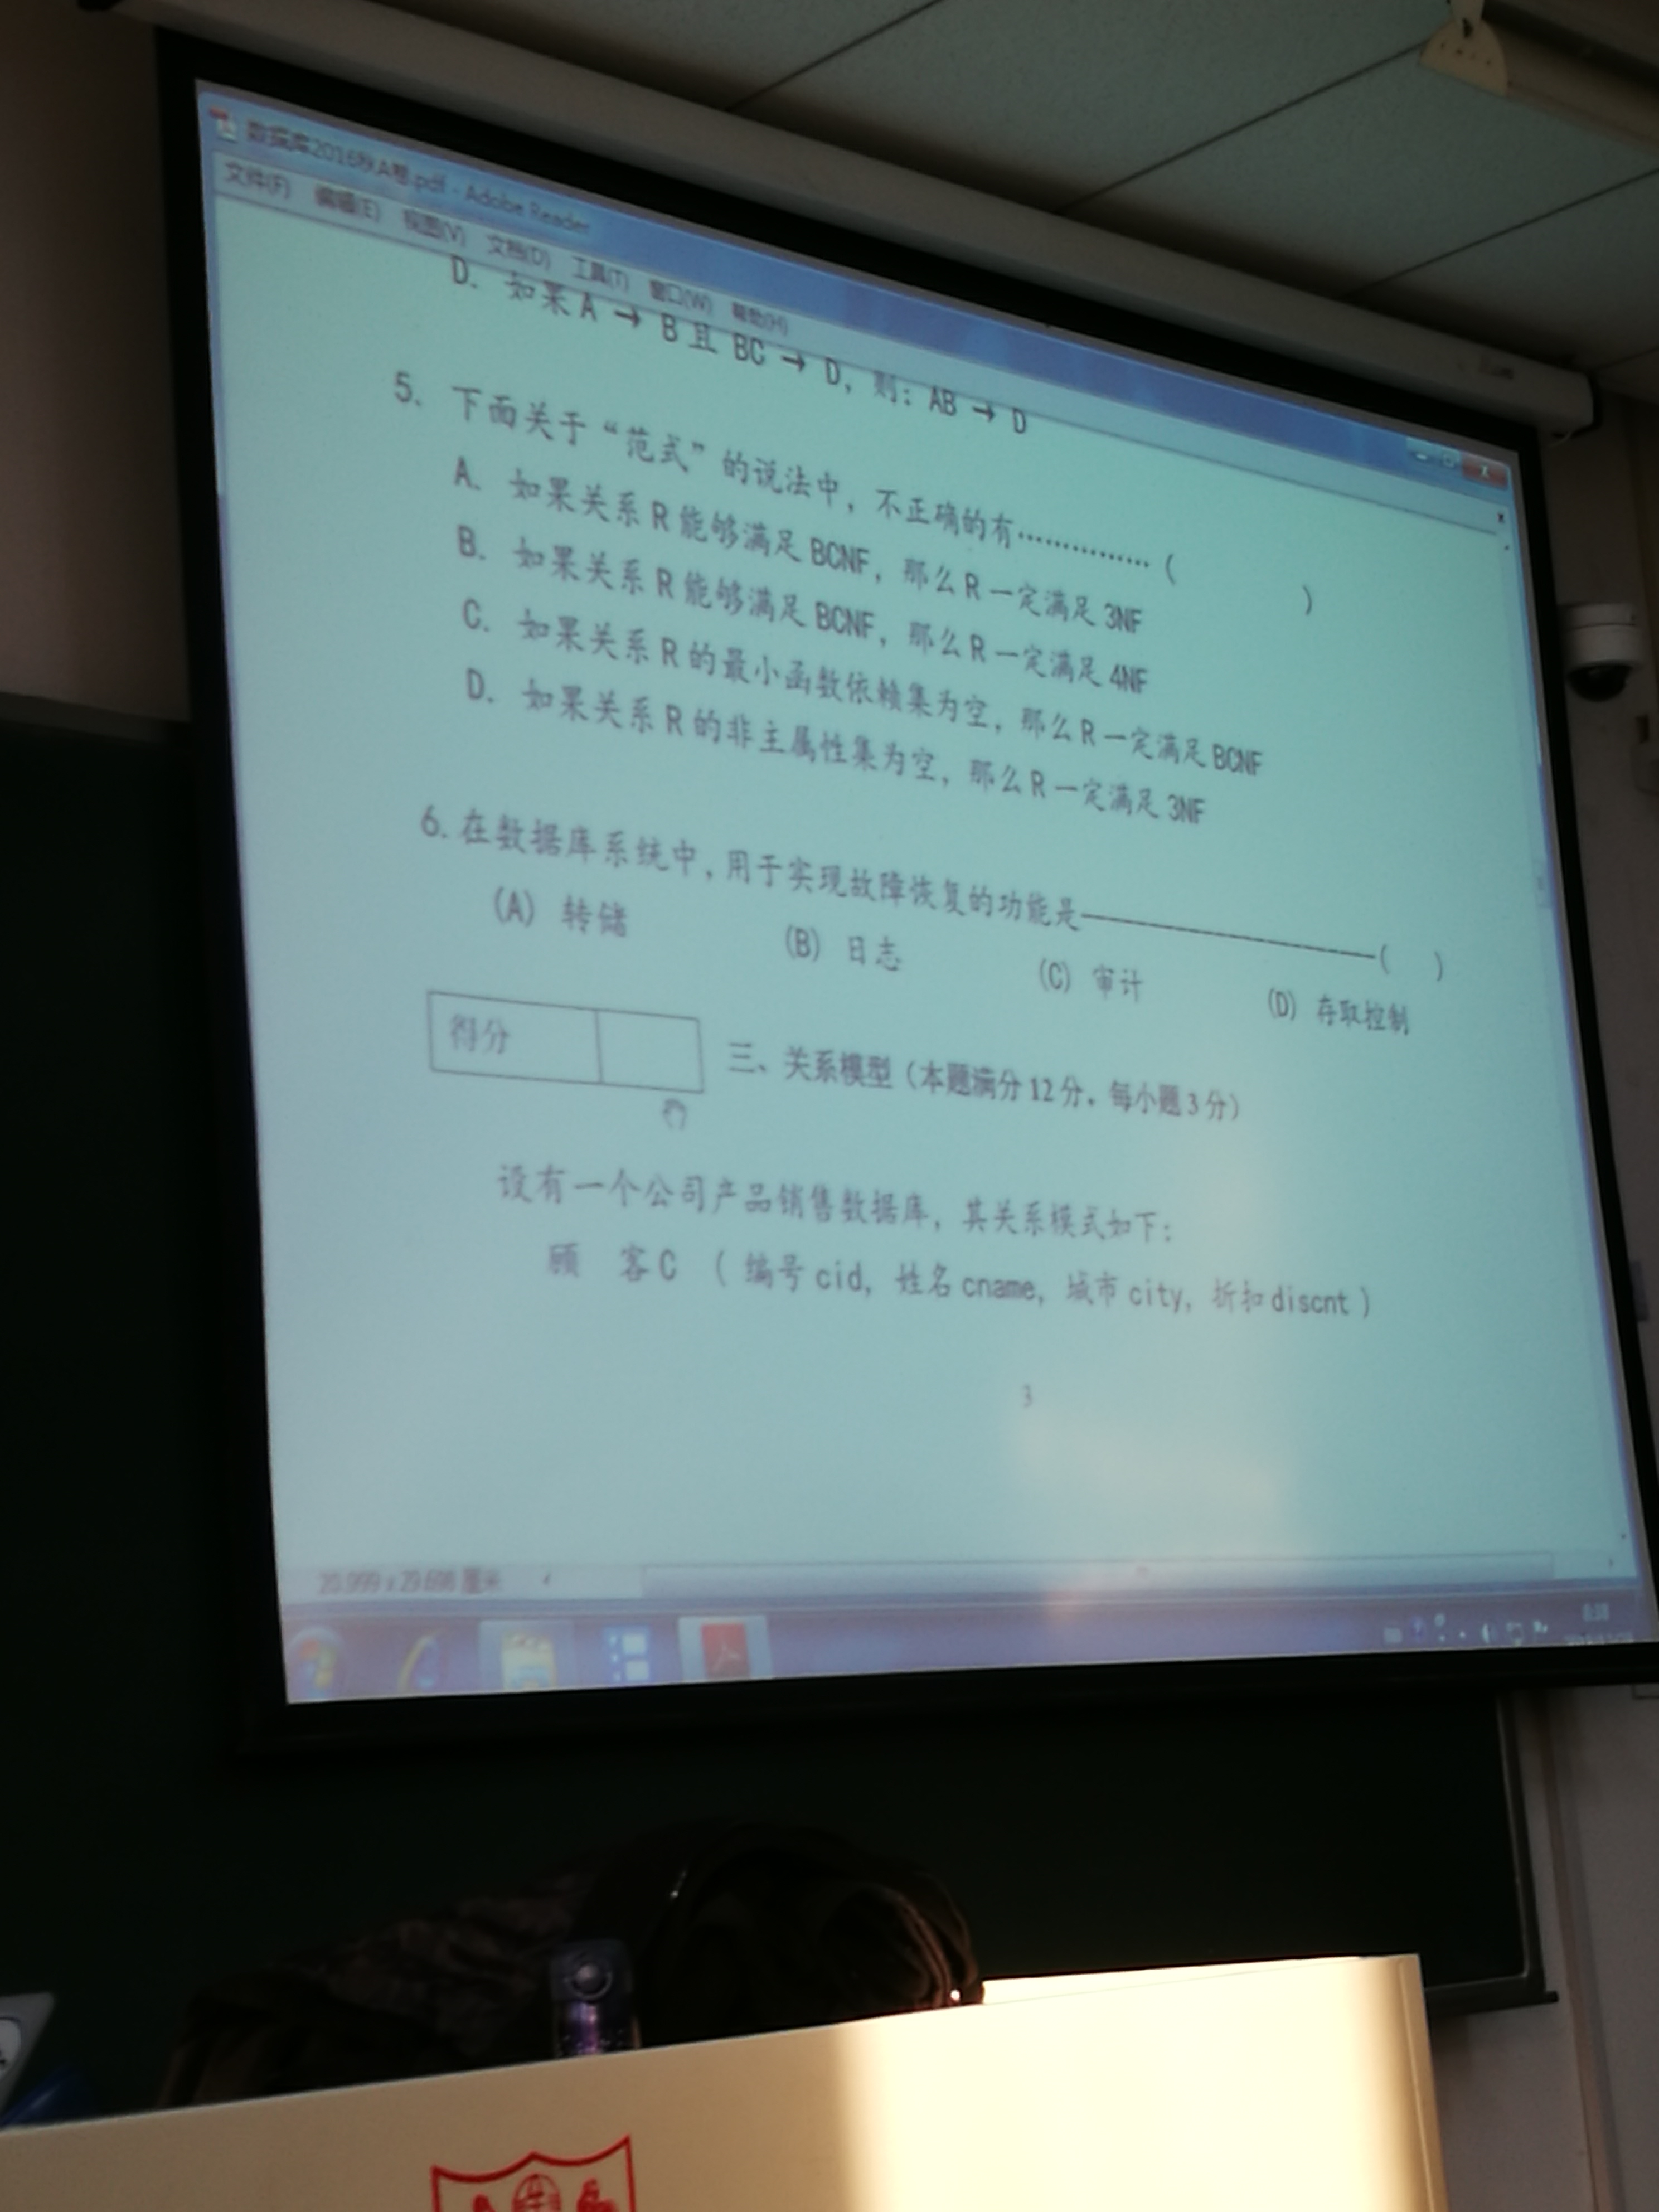 数据库2016秋A卷.pdf - Adobe Reader
文件(F) 编辑(E) 视图(V) 文档(D) 工具(T) 窗口(W) 帮助(H)
D. 如果 A → B 且 BC → D, 则: AB → D
5. 下面关于“范式”的说法中，不正确的有……………( )
A. 如果关系 R 能够满足 BCNF，那么 R 一定满足 3NF
B. 如果关系 R 能够满足 BCNF，那么 R 一定满足 4NF
C. 如果关系 R 的最小函数依赖集为空，那么 R 一定满足 BCNF
D. 如果关系 R 的非主属性集为空，那么 R 一定满足 3NF
6. 在数据库系统中，用于实现故障恢复的功能是————————( )
(A) 转储 (B) 日志 (C) 审计 (D) 存取控制
得分
三、关系模型（本题满分 12 分，每小题 3 分）
设有一个公司产品销售数据库，其关系模式如下：
顾 客 C ( 编号 cid, 姓名 cname, 城市 city, 折扣 discnt )
3